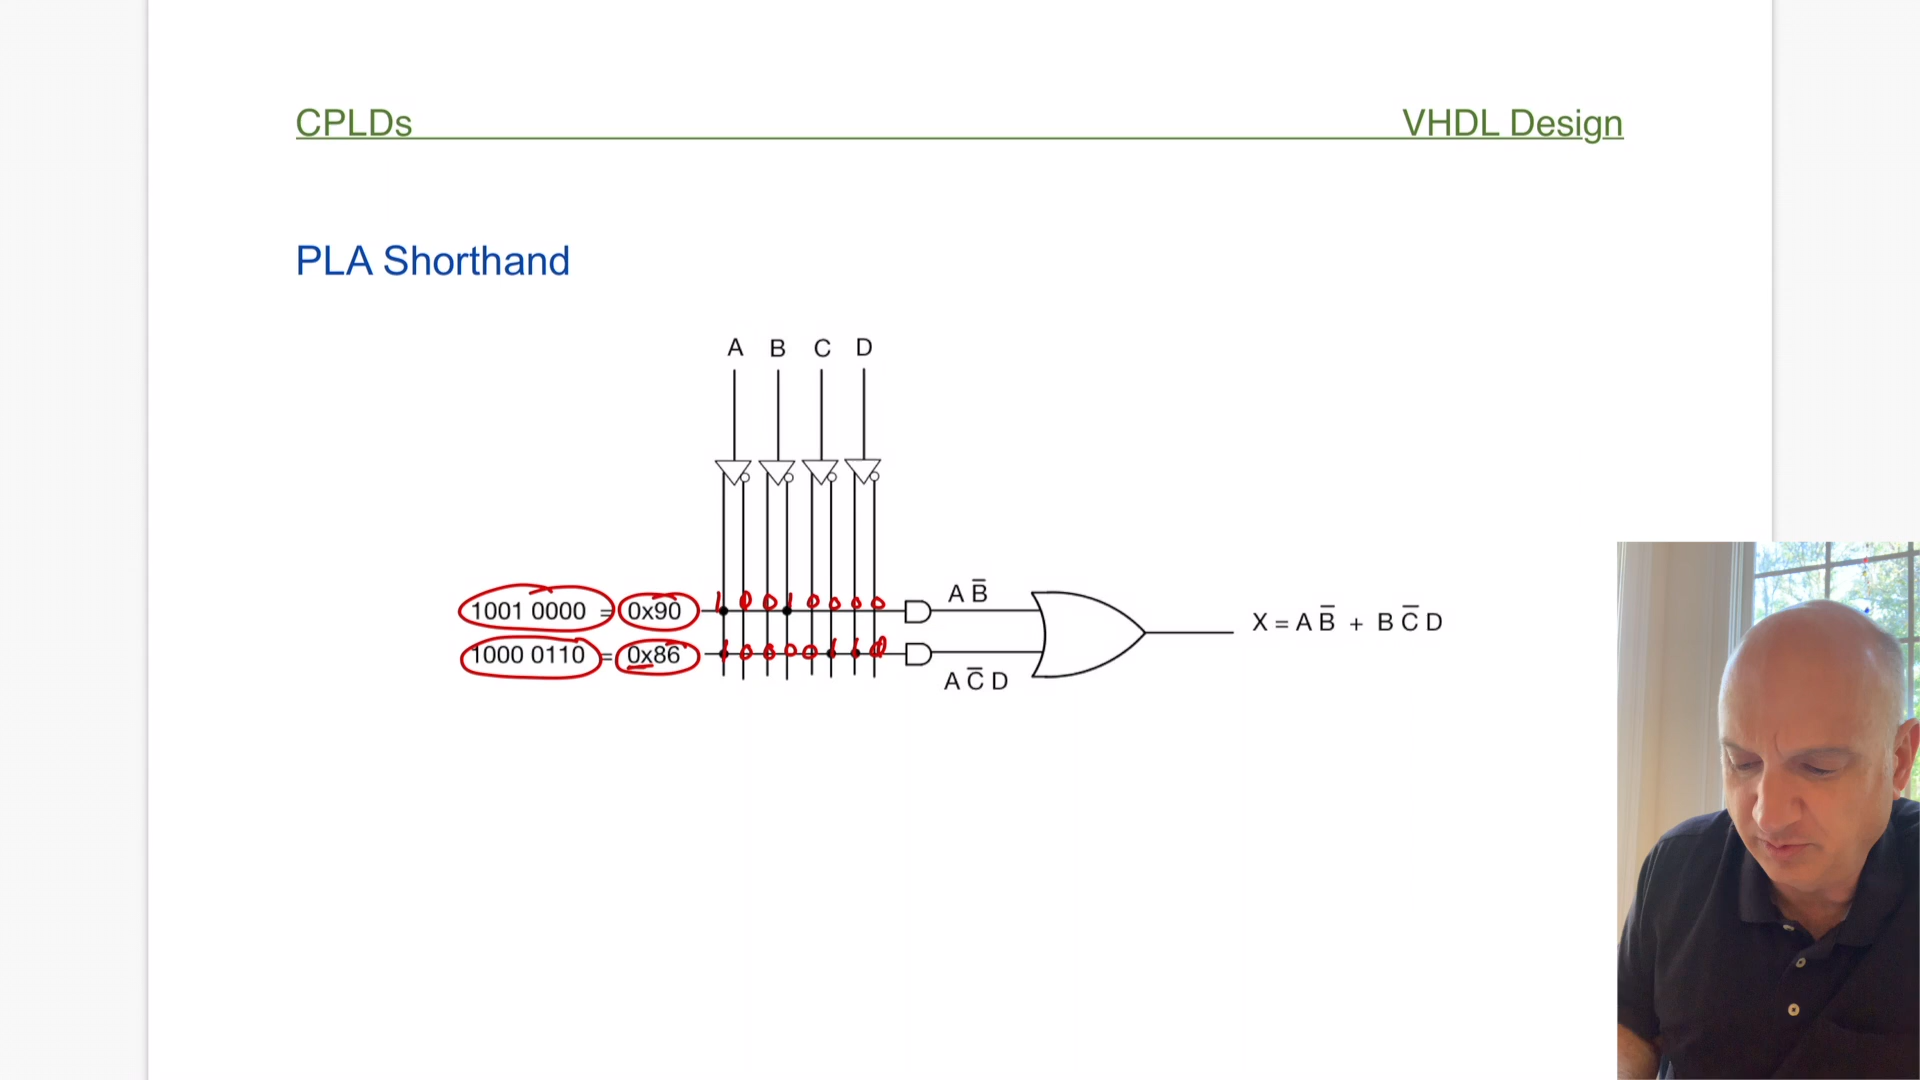 CPLDs VHDL Design
PLA Shorthand
A B C D
1 0 0 1 0 0 0 0
1001 0000 = 0x90
A B̅
X = A B̅ + B C̅ D
1 0 0 0 0 1 1 0
1000 0110 = 0x86
A C̅ D